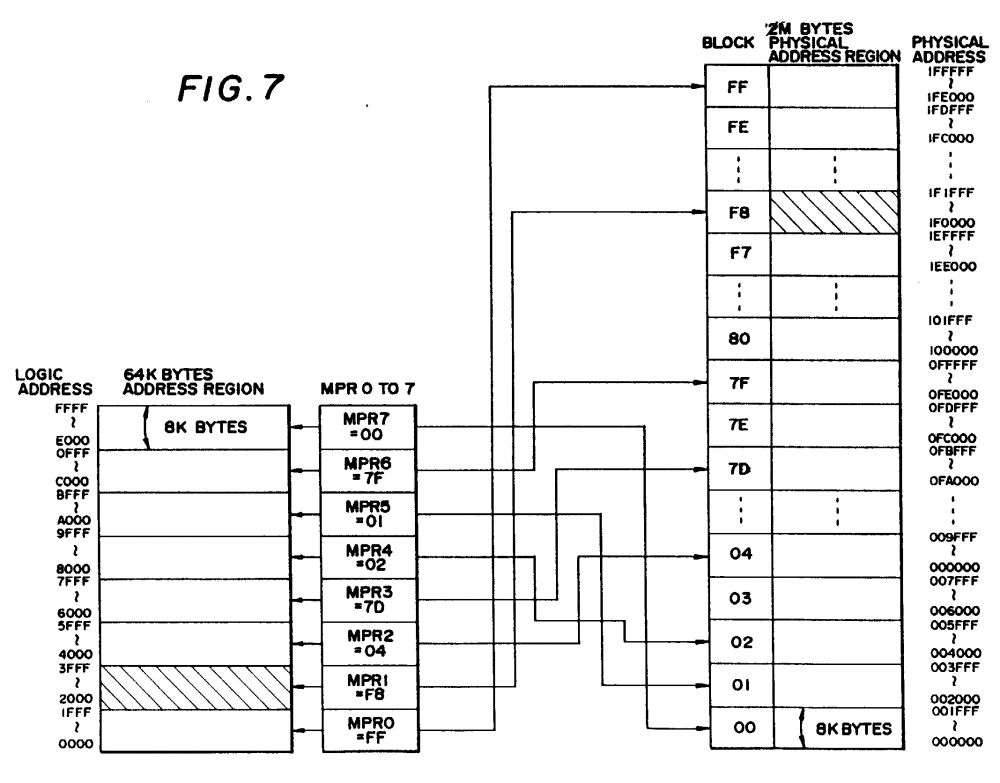 FIG. 7
LOGIC
ADDRESS
64K BYTES
ADDRESS REGION
MPR 0 TO 7
FFFF
~
E000
8K BYTES
MPR7
=00
0FFF
~
C000
MPR6
=7F
BFFF
~
A000
MPR5
=01
9FFF
~
8000
MPR4
=02
7FFF
~
6000
MPR3
=7D
5FFF
~
4000
MPR2
=04
3FFF
~
2000
MPR1
=F8
1FFF
~
0000
MPR0
=FF
BLOCK
2M BYTES
PHYSICAL
ADDRESS REGION
PHYSICAL
ADDRESS
FF
1FFFFF
~
1FE000
FE
1FDFFF
~
1FC000
F8
1F1FFF
~
1F0000
F7
1EFFFF
~
1EE000
80
101FFF
~
100000
7F
0FFFFF
~
0FE000
7E
0FDFFF
~
0FC000
7D
0FBFFF
~
0FA000
04
009FFF
~
000000
03
007FFF
~
006000
02
005FFF
~
004000
01
003FFF
~
002000
00
8K BYTES
001FFF
~
000000